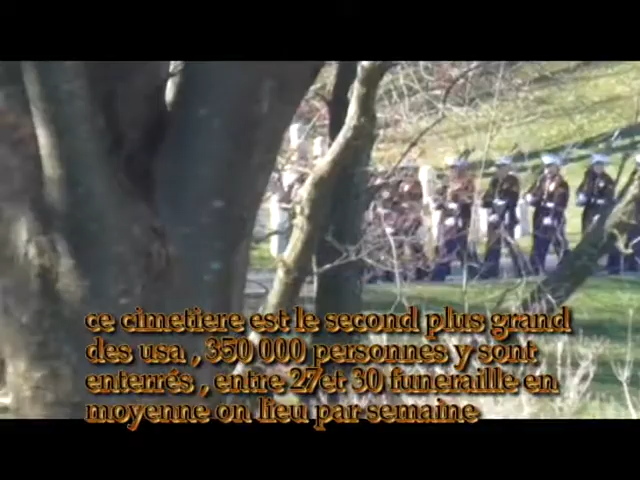 ce cimetiere est le second plus grand
des usa , 350 000 personnes y sont
enterrés , entre 27et 30 funeraille en
moyenne on lieu par semaine